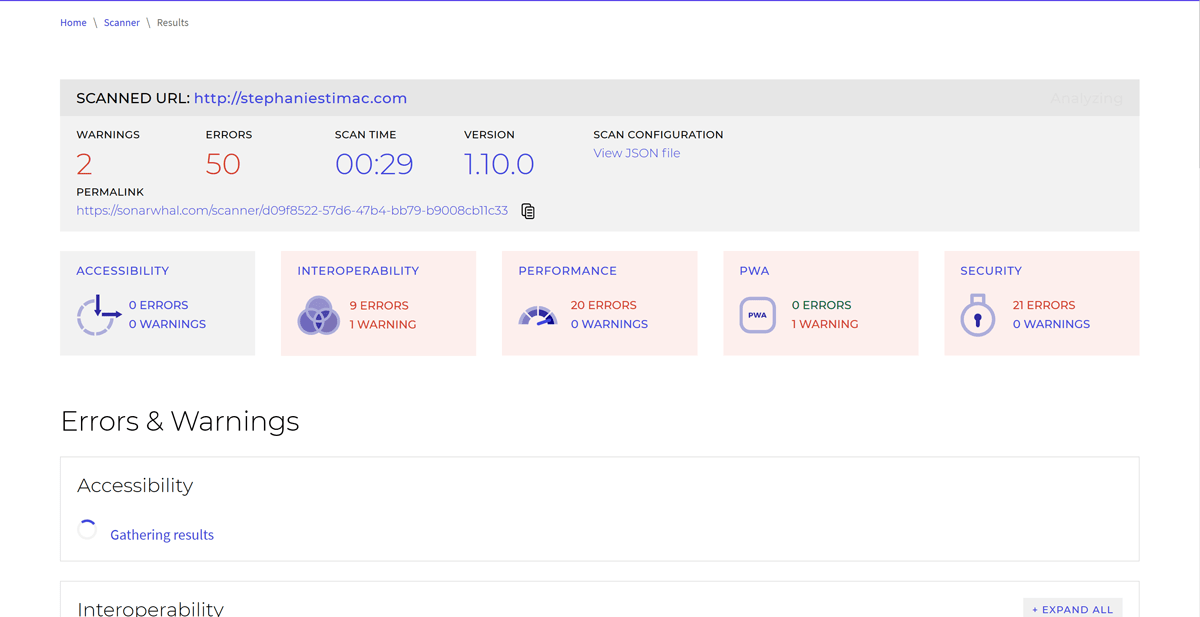 Home \ Scanner \ Results
SCANNED URL: http://stephaniestimac.com
Analyzing
WARNINGS
2
ERRORS
50
SCAN TIME
00:29
VERSION
1.10.0
SCAN CONFIGURATION
View JSON file
PERMALINK
https://sonarwhal.com/scanner/d09f8522-57d6-47b4-bb79-b9008cb11c33
ACCESSIBILITY
0 ERRORS
0 WARNINGS
INTEROPERABILITY
9 ERRORS
1 WARNING
PERFORMANCE
20 ERRORS
0 WARNINGS
PWA
PWA
0 ERRORS
1 WARNING
SECURITY
21 ERRORS
0 WARNINGS
Errors & Warnings
Accessibility
Gathering results
Interoperability
+ EXPAND ALL